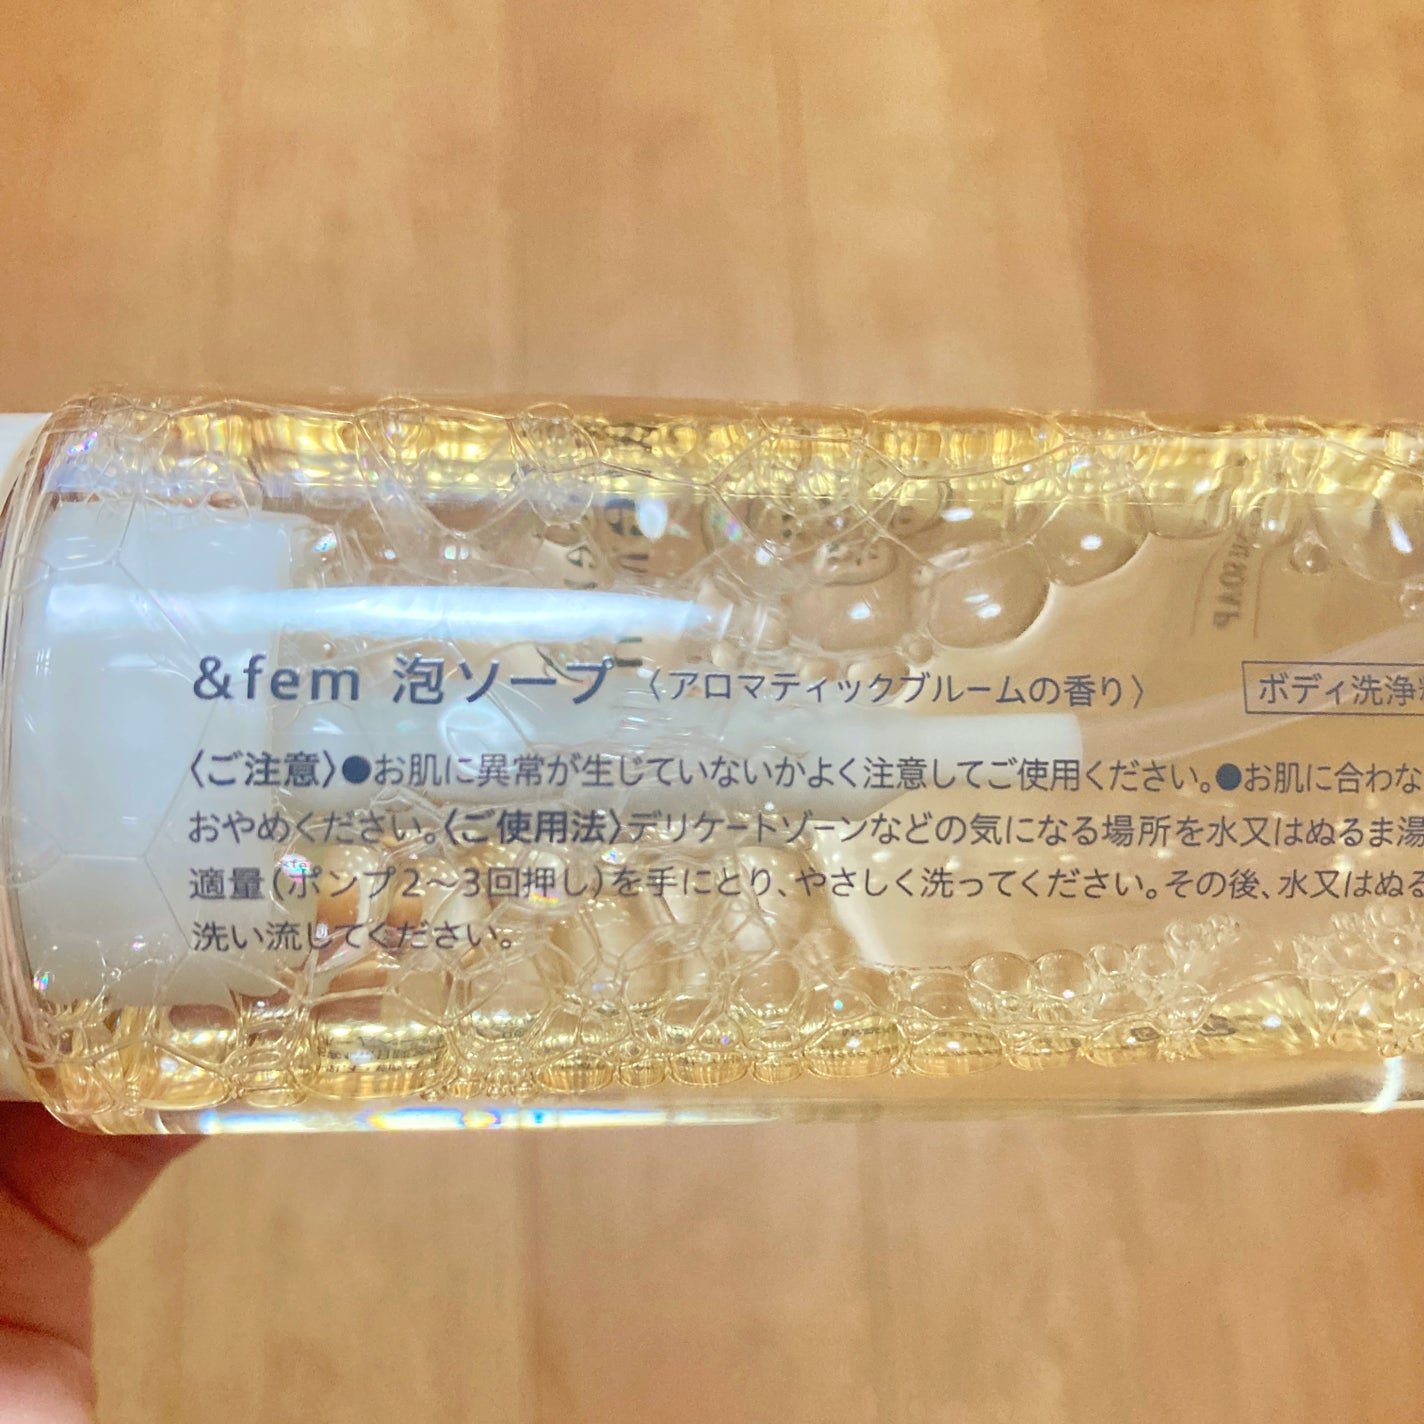 &fem 泡ソープ 〈アロマティックブルームの香り〉 ボディ洗浄料
〈ご注意〉●お肌に異常が生じていないかよく注意してご使用ください。●お肌に合わな
おやめください。〈ご使用法〉デリケートゾーンなどの気になる場所を水又はぬるま湯
適量(ポンプ2〜3回押し)を手にとり、やさしく洗ってください。その後、水又はぬる
洗い流してください。